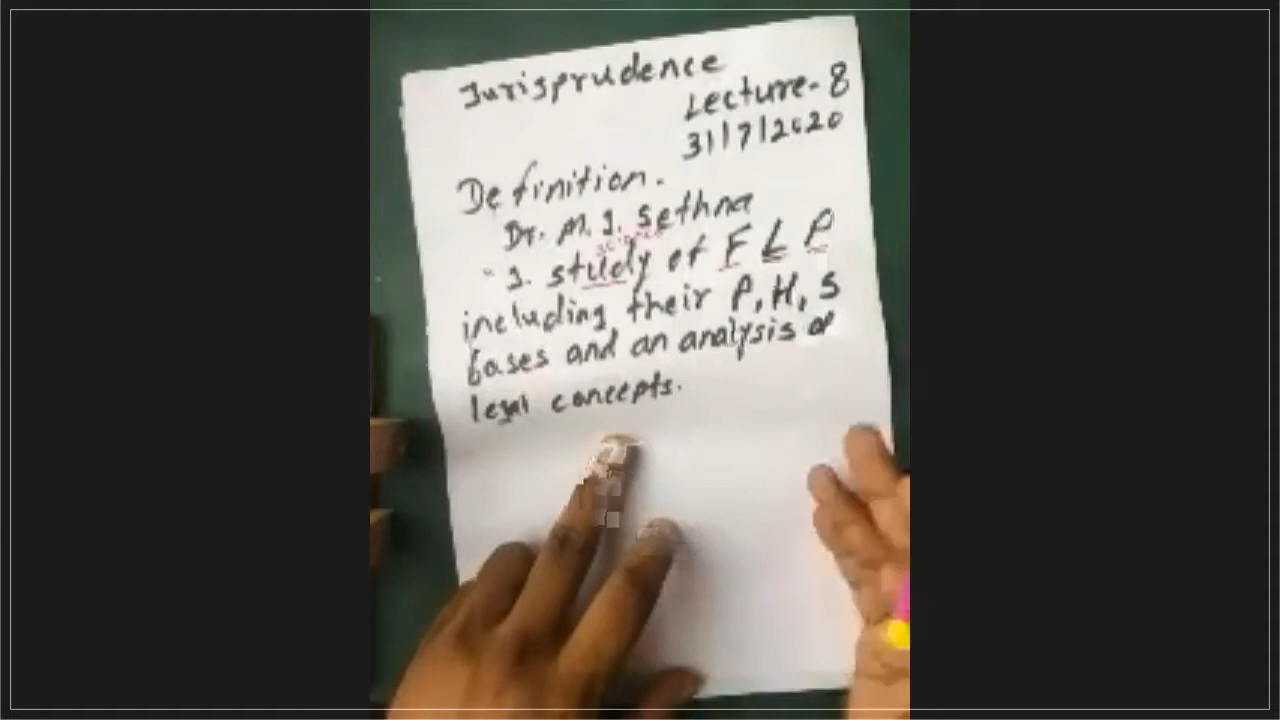 Jurisprudence
Lecture-8
31/7/2020
Definition.
Dr. M. J. Sethna
science
"J. study of F L P
including their P, H, S
bases and an analysis of
legal concepts.